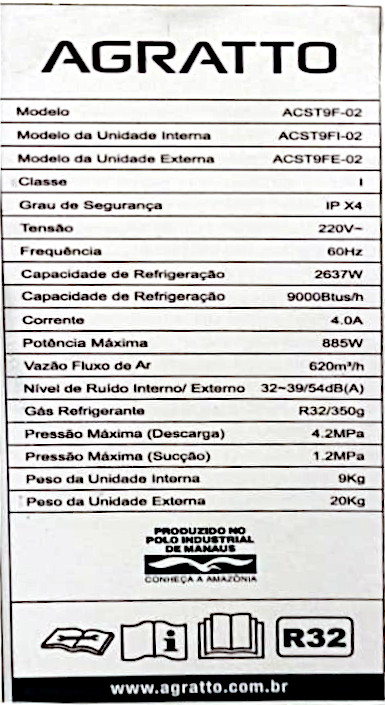 AGRATTO
Modelo ACST9F-02
Modelo da Unidade Interna ACST9FI-02
Modelo da Unidade Externa ACST9FE-02
Classe I
Grau de Segurança IP X4
Tensão 220V~
Frequência 60Hz
Capacidade de Refrigeração 2637W
Capacidade de Refrigeração 9000Btus/h
Corrente 4.0A
Potência Máxima 885W
Vazão Fluxo de Ar 620m³/h
Nível de Ruído Interno/ Externo 32~39/54dB(A)
Gás Refrigerante R32/350g
Pressão Máxima (Descarga) 4.2MPa
Pressão Máxima (Sucção) 1.2MPa
Peso da Unidade Interna 9Kg
Peso da Unidade Externa 20Kg
PRODUZIDO NO
POLO INDUSTRIAL
DE MANAUS
CONHEÇA A AMAZÔNIA
i R32
www.agratto.com.br